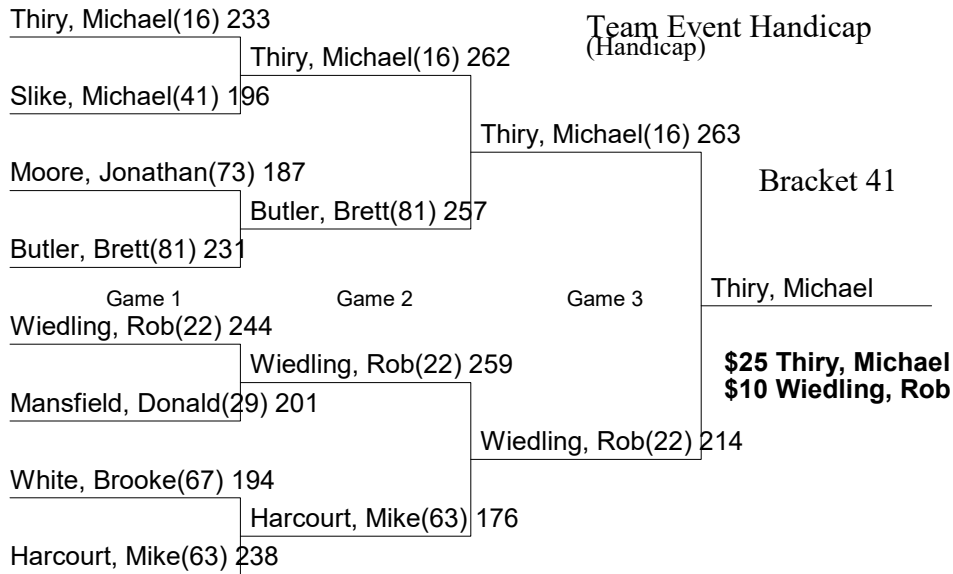 Thiry, Michael(16) 233
Team Event Handicap
(Handicap)
Thiry, Michael(16) 262
Slike, Michael(41) 196
Thiry, Michael(16) 263
Moore, Jonathan(73) 187
Bracket 41
Butler, Brett(81) 257
Butler, Brett(81) 231
Game 1 Game 2 Game 3
Thiry, Michael
Wiedling, Rob(22) 244
Wiedling, Rob(22) 259
$25 Thiry, Michael
$10 Wiedling, Rob
Mansfield, Donald(29) 201
Wiedling, Rob(22) 214
White, Brooke(67) 194
Harcourt, Mike(63) 176
Harcourt, Mike(63) 238